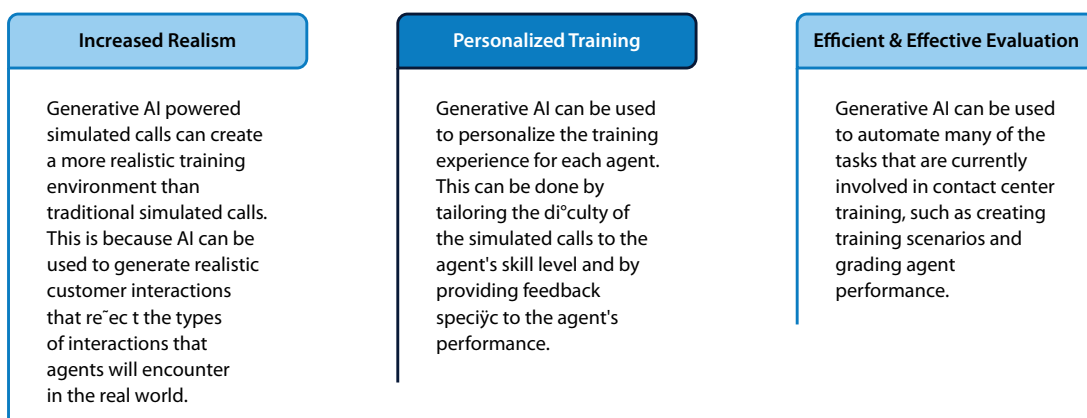 Increased Realism
Generative AI powered
simulated calls can create
a more realistic training
environment than
traditional simulated calls.
This is because AI can be
used to generate realistic
customer interactions
that re˜ec t the types
of interactions that
agents will encounter
in the real world.
Personalized Training
Generative AI can be used
to personalize the training
experience for each agent.
This can be done by
tailoring the di°culty of
the simulated calls to the
agent's skill level and by
providing feedback
speciÿc to the agent's
performance.
Efficient & Effective Evaluation
Generative AI can be used
to automate many of the
tasks that are currently
involved in contact center
training, such as creating
training scenarios and
grading agent
performance.